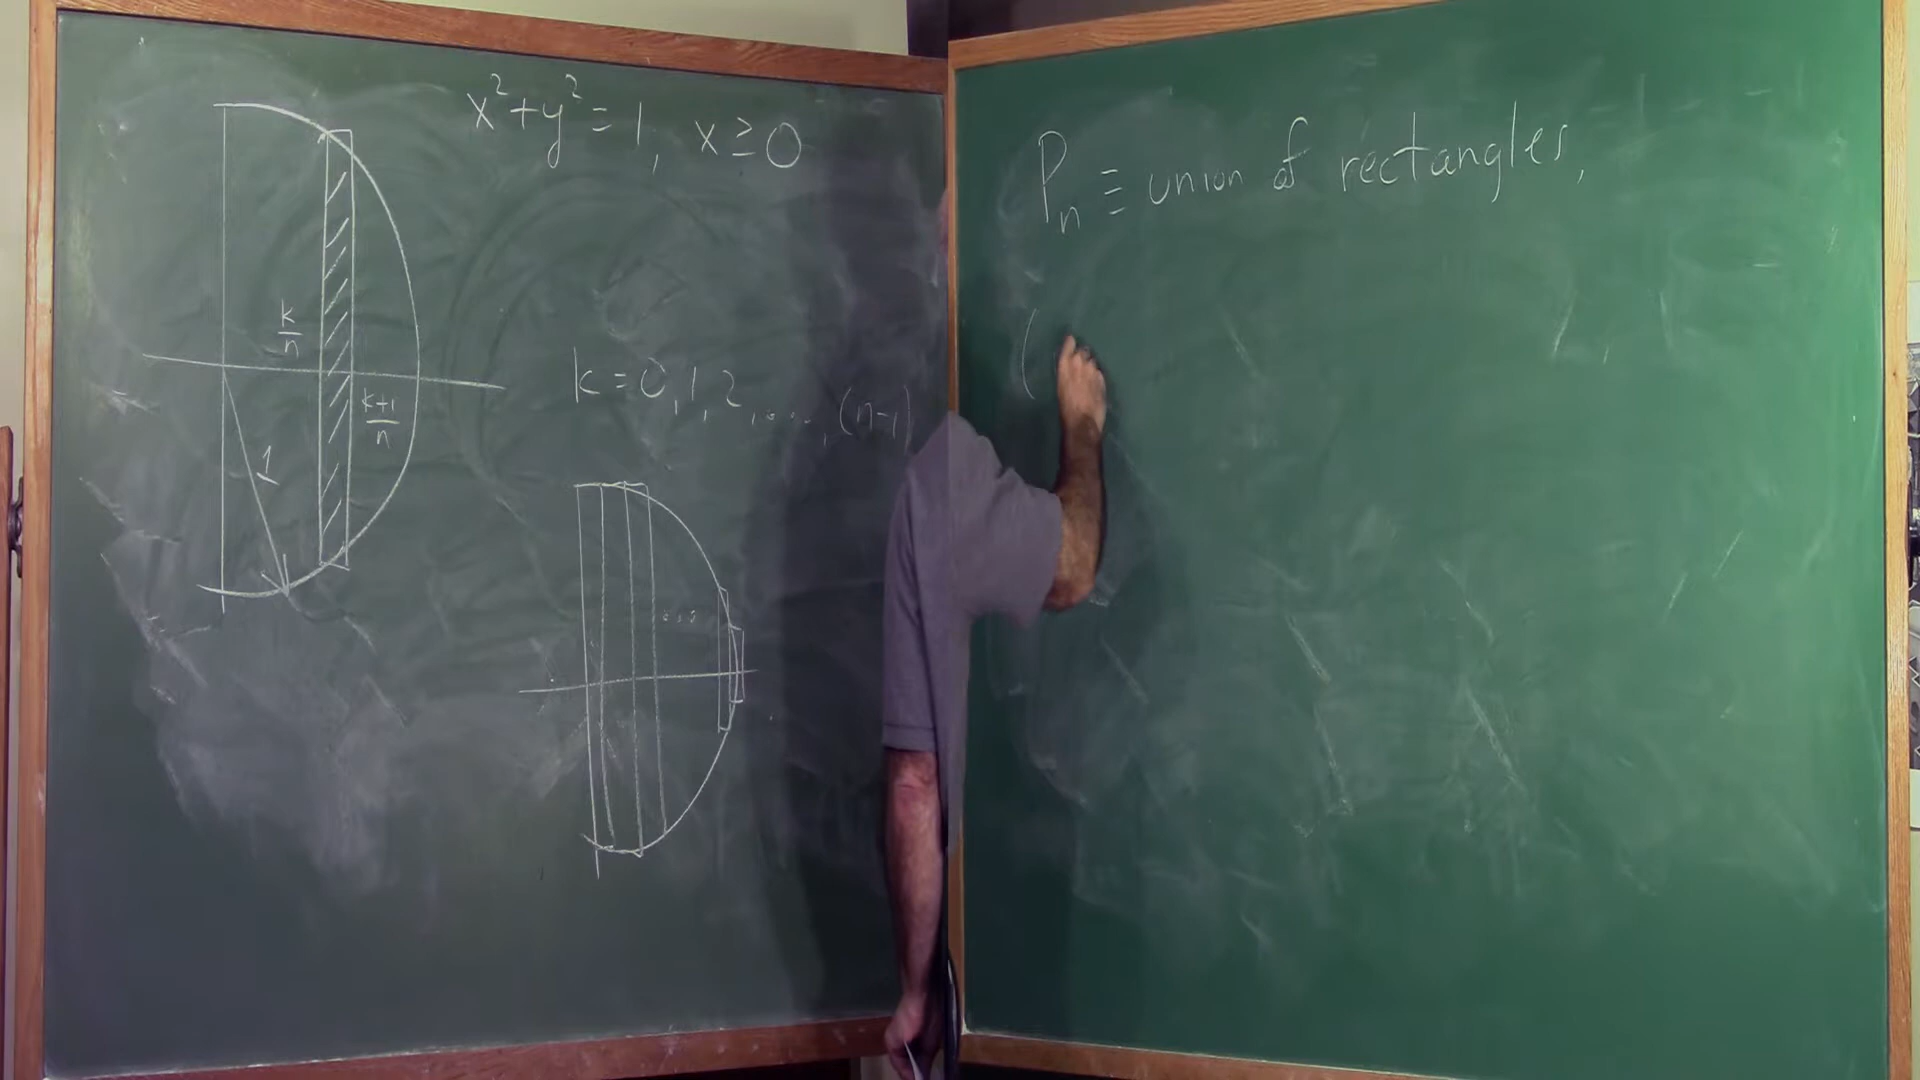 x²+y²=1, x≥0
k/n
k+1/n
1
k=0,1,2,....,(n-1)
Pₙ ≡ union of rectangles,
(